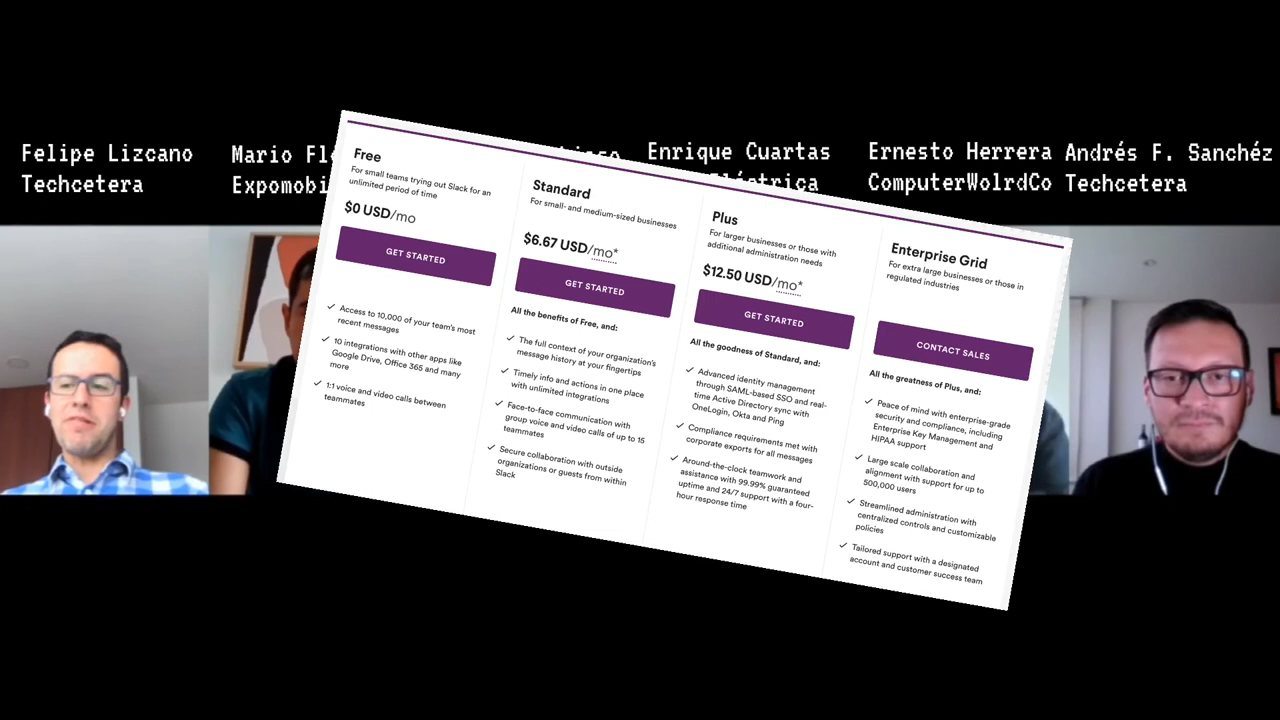 Felipe Lizcano
Techcetera
Mario
Enrique Cuartas
Ernesto Herrera
ComputerWolrdCo
Andrés F. Sanchéz
Techcetera
Free
For small teams trying out Slack for an
unlimited period of time
$0 USD/mo
GET STARTED
Access to 10,000 of your team's most
recent messages
10 integrations with other apps like
Google Drive, Office 365 and many
more
1:1 voice and video calls between
teammates
Standard
For small- and medium-sized businesses
$6.67 USD/mo*
GET STARTED
All the benefits of Free, and:
The full context of your organization's
message history at your fingertips
Timely info and actions in one place
with unlimited integrations
Face-to-face communication with
group voice and video calls of up to 15
teammates
Secure collaboration with outside
organizations or guests from within
Slack
Plus
For larger businesses or those with
additional administration needs
$12.50 USD/mo*
GET STARTED
All the goodness of Standard, and:
Advanced identity management
through SAML-based SSO and real-
time Active Directory sync with
OneLogin, Okta and Ping
Compliance requirements met with
corporate exports for all messages
Around-the-clock teamwork and
assistance with 99.99% guaranteed
uptime and 24/7 support with a four-
hour response time
Enterprise Grid
For extra large businesses or those in
regulated industries
CONTACT SALES
All the greatness of Plus, and:
Peace of mind with enterprise-grade
security and compliance, including
Enterprise Key Management and
HIPAA support
Large scale collaboration and
alignment with support for up to
500,000 users
Streamlined administration with
centralized controls and customizable
policies
Tailored support with a designated
account and customer success team